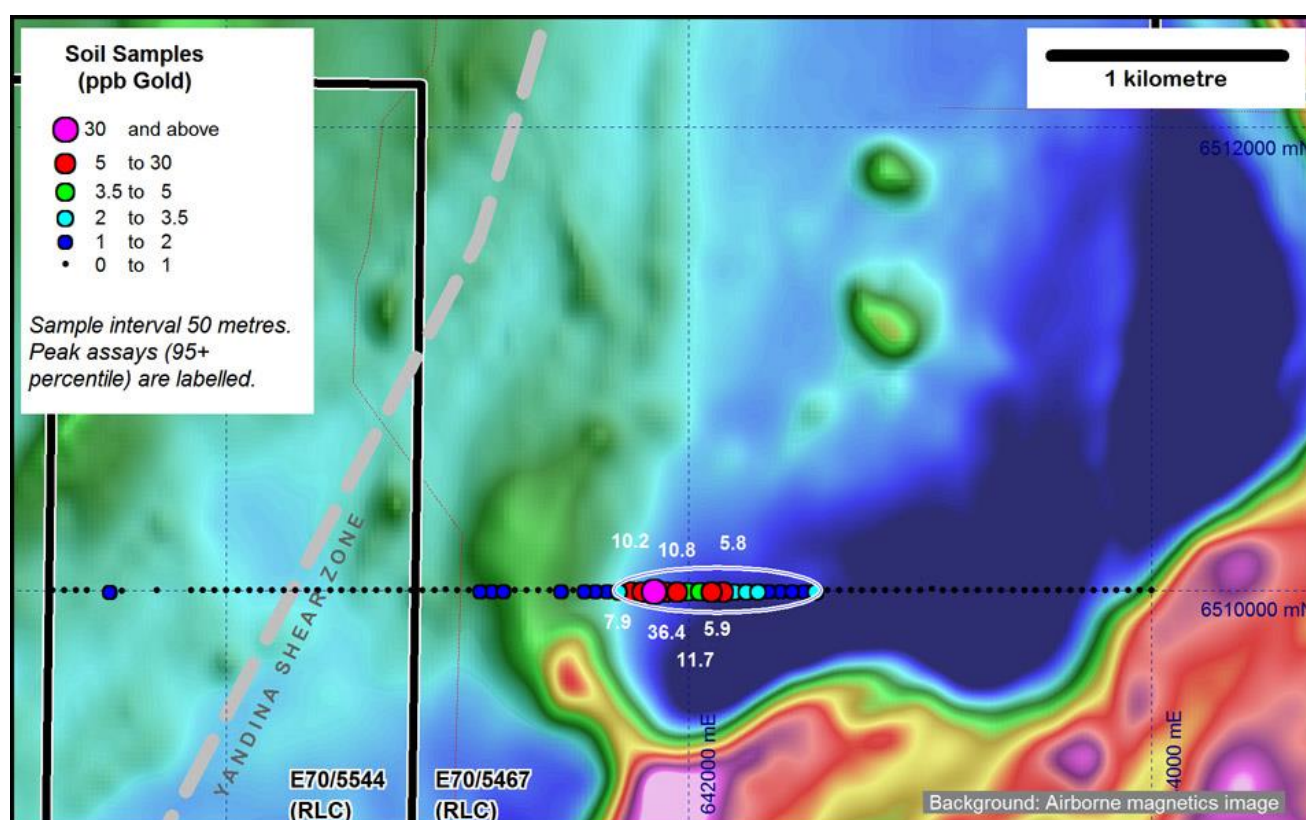 Soil Samples
(ppb Gold)
30 and above
5 to 30
3.5 to 5
2 to 3.5
1 to 2
0 to 1
Sample interval 50 metres.
Peak assays (95+
percentile) are labelled.
1 kilometre
6512000 mN
YANDINA SHEAR ZONE
10.2
10.8
5.8
7.9
36.4
5.9
11.7
6510000 mN
642000 mE
4000 mE
E70/5544
(RLC)
E70/5467
(RLC)
Background: Airborne magnetics image